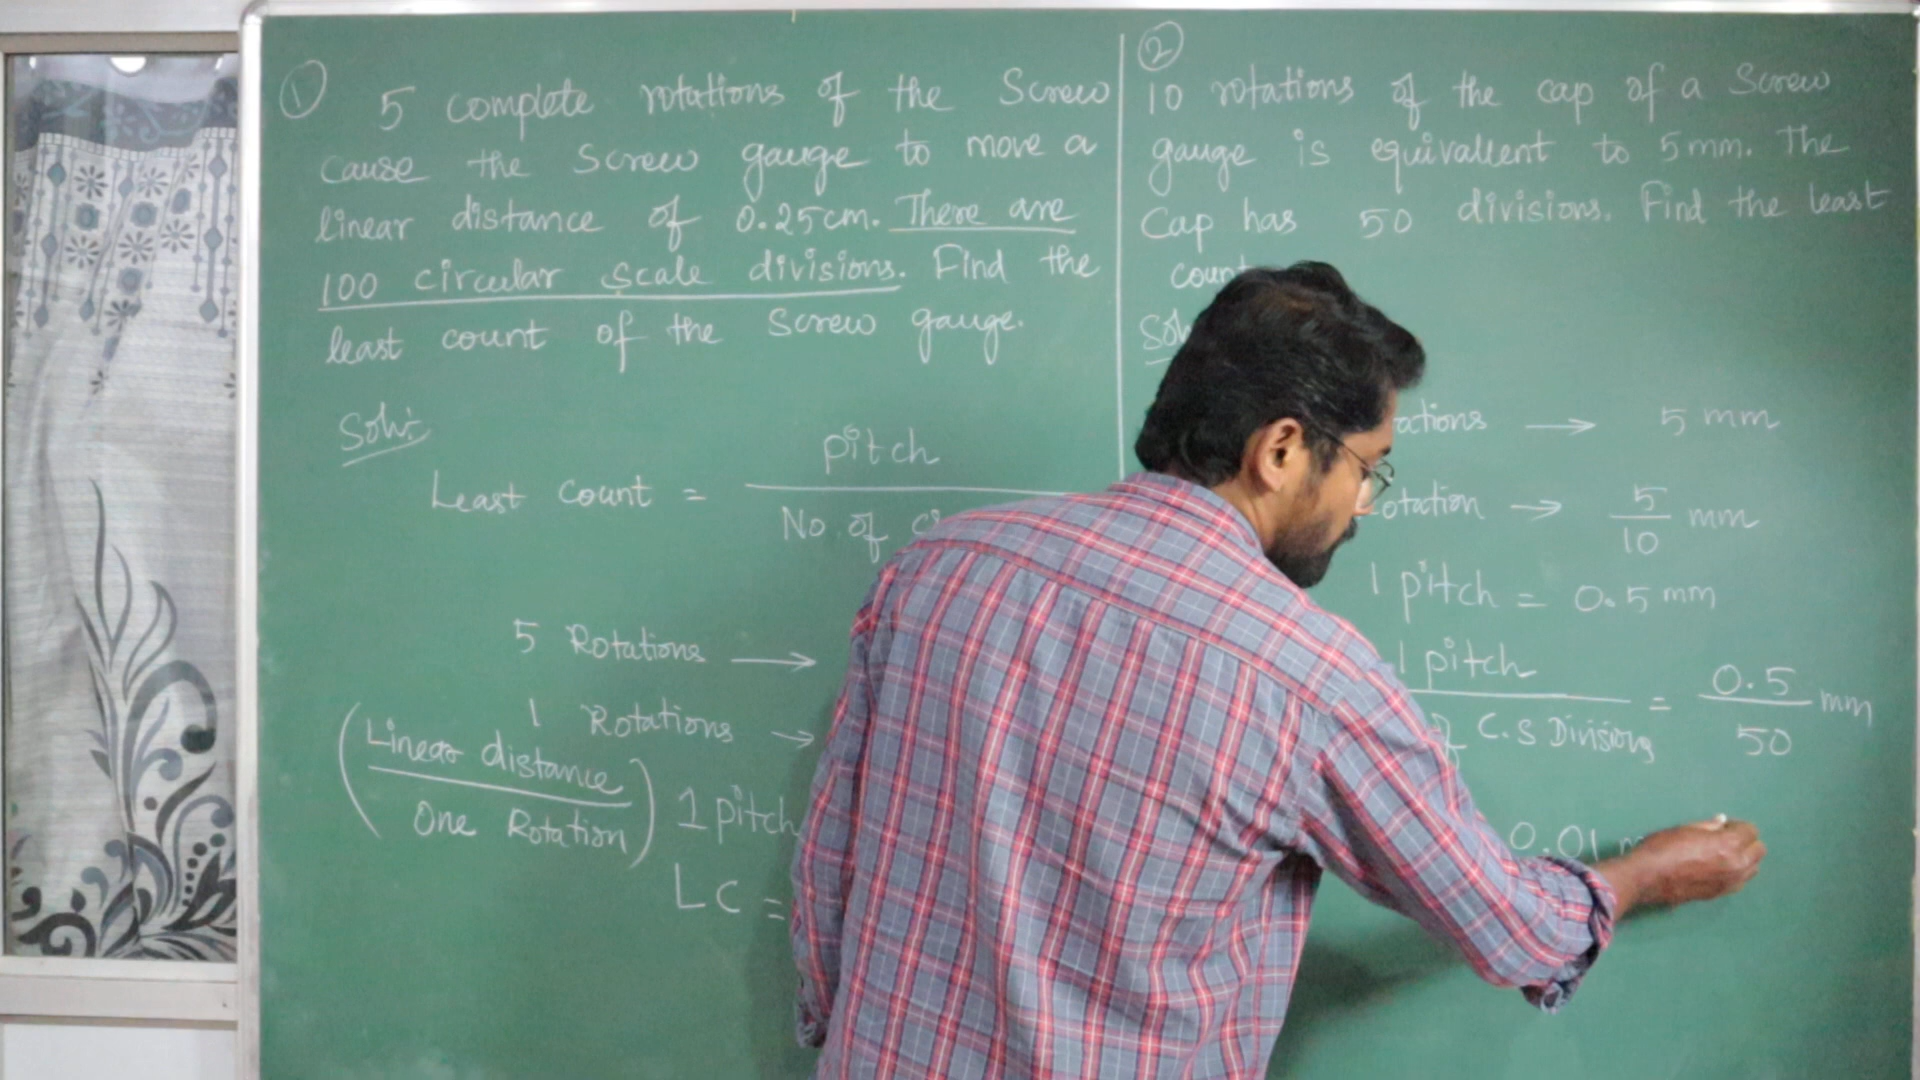 ①
5 complete rotations of the Screw
cause the screw gauge to move a
linear distance of 0.25cm. There are
100 circular scale divisions. Find the
least count of the screw gauge.
Soln:
Least count = pitch
No. of
5 Rotations →
1 Rotations →
(Linear distance
One Rotation) 1 pitch
LC =
②
10 rotations of the cap of a Screw
gauge is equivallent to 5mm. The
Cap has 50 divisions. Find the least
count
→ 5 mm
→ 5
10 mm
1 pitch = 0.5 mm
1 pitch
C.S Divisions = 0.5
50 mm
0.01